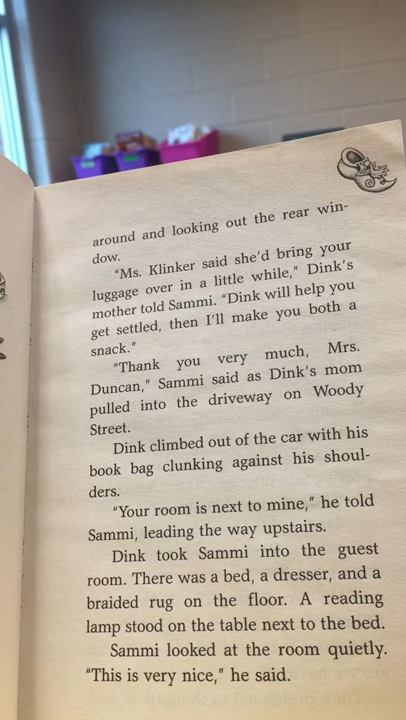 around and looking out the rear win-
dow.
"Ms. Klinker said she'd bring your
luggage over in a little while," Dink's
mother told Sammi. "Dink will help you
get settled, then I'll make you both a
snack."
"Thank you very much, Mrs.
Duncan," Sammi said as Dink's mom
pulled into the driveway on Woody
Street.
Dink climbed out of the car with his
book bag clunking against his shoul-
ders.
"Your room is next to mine," he told
Sammi, leading the way upstairs.
Dink took Sammi into the guest
room. There was a bed, a dresser, and a
braided rug on the floor. A reading
lamp stood on the table next to the bed.
Sammi looked at the room quietly.
"This is very nice," he said.